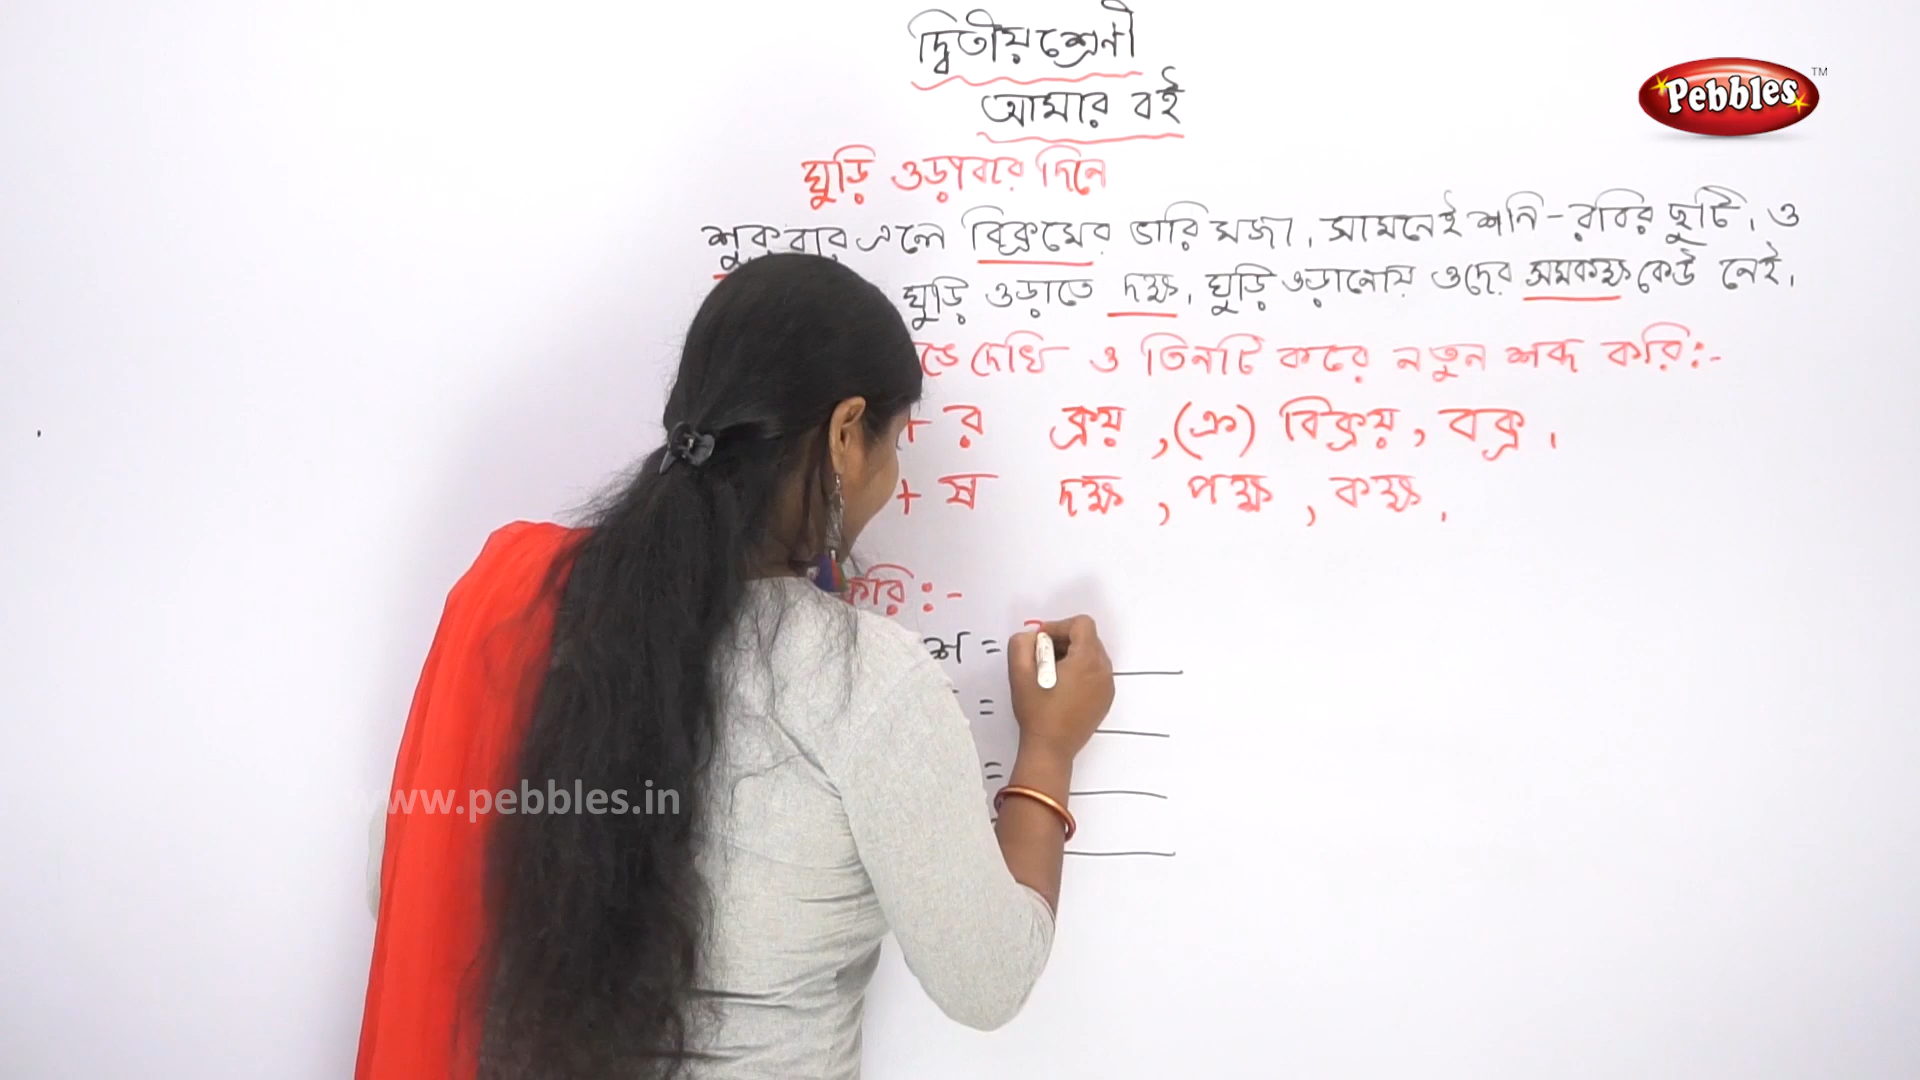 দ্বিতীয় শ্রেণী
Pebbles™
আমার বই
ঘুড়ি ওড়াবার দিনে
শুক্রবার এলে বিক্রমের ভারি মজা। সামনেই শনি-রবির ছুটি। ও
ঘুড়ি ওড়াতে দক্ষ। ঘুড়ি ওড়ানোয় ওদের সমকক্ষ কেউ নেই।
দেখি ও তিনটি করে নতুন শব্দ করি:-
+ র ক্রয়, (ক্র) বিক্রয়, বক্র।
+ ষ দক্ষ, পক্ষ, কক্ষ।
করি:-
শ =
=
=
www.pebbles.in